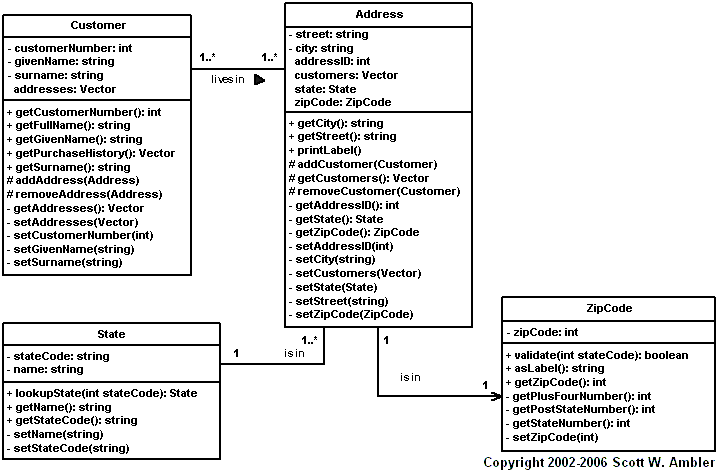 Customer
- customerNumber: int
- givenName: string
- surname: string
addresses: Vector
+ getCustomerNumber(): int
+ getFullName(): string
+ getGivenName(): string
+ getPurchaseHistory(): Vector
+ getSurname(): string
# addAddress(Address)
# removeAddress(Address)
- getAddresses(): Vector
- setAddresses(Vector)
- setCustomerNumber(int)
- setGivenName(string)
- setSurname(string)
1..*
1..*
lives in
Address
- street: string
- city: string
addressID: int
customers: Vector
state: State
zipCode: ZipCode
+ getCity(): string
+ getStreet(): string
+ printLabel()
# addCustomer(Customer)
# getCustomers(): Vector
# removeCustomer(Customer)
- getAddressID(): int
- getState(): State
- getZipCode(): ZipCode
- setAddressID(int)
- setCity(string)
- setCustomers(Vector)
- setState(State)
- setStreet(string)
- setZipCode(ZipCode)
State
- stateCode: string
- name: string
+ lookupState(int stateCode): State
+ getName(): string
+ getStateCode(): string
- setName(string)
- setStateCode(string)
1..*
1
is in
1
is in
1
ZipCode
- zipCode: int
+ validate(int stateCode): boolean
+ asLabel(): string
+ getZipCode(): int
- getPlusFourNumber(): int
- getPostStateNumber(): int
- getStateNumber(): int
- setZipCode(int)
Copyright 2002-2006 Scott W. Ambler